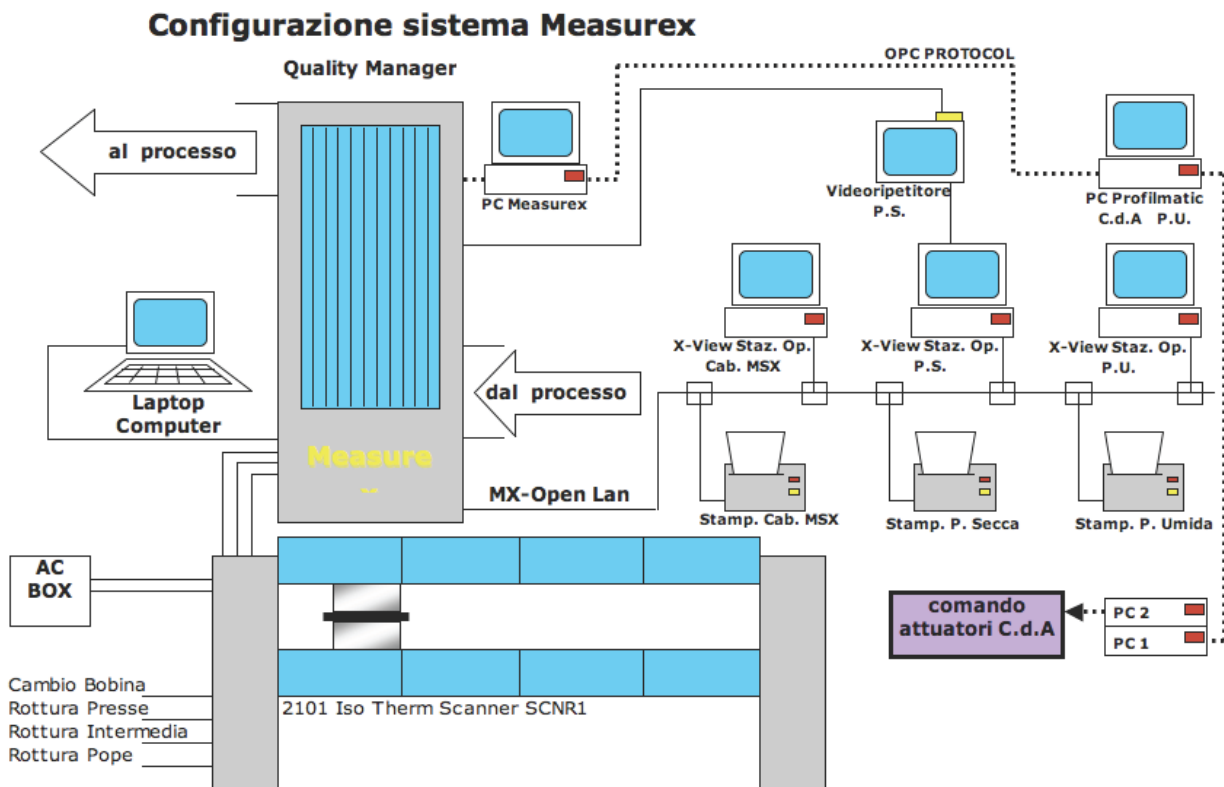 Configurazione sistema Measurex
Quality Manager
OPC PROTOCOL
al processo
PC Measurex
Videoripetitore
P.S.
PC Profilmatic
C.d.A P.U.
X-View Staz. Op.
Cab. MSX
X-View Staz. Op.
P.S.
X-View Staz. Op.
P.U.
Laptop
Computer
dal processo
Measure
MX-Open Lan
Stamp. Cab. MSX
Stamp. P. Secca
Stamp. P. Umida
AC
BOX
comando
attuatori C.d.A
PC 2
PC 1
Cambio Bobina
Rottura Presse
Rottura Intermedia
Rottura Pope
2101 Iso Therm Scanner SCNR1